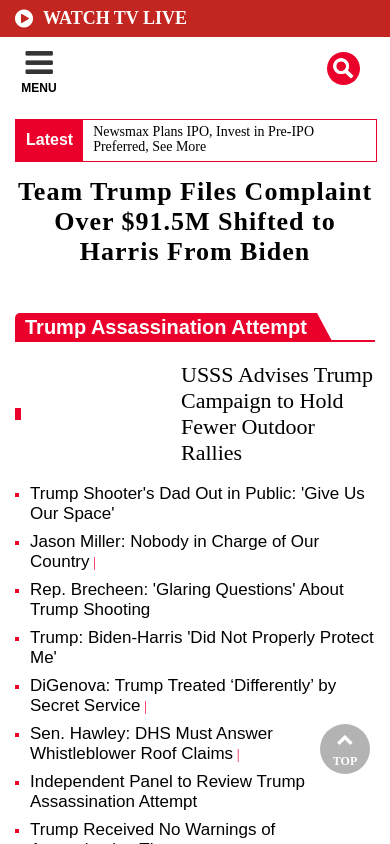 WATCH TV LIVE
MENU
Latest
Newsmax Plans IPO, Invest in Pre-IPO
Preferred, See More
Team Trump Files Complaint
Over $91.5M Shifted to
Harris From Biden
Trump Assassination Attempt
USSS Advises Trump
Campaign to Hold
Fewer Outdoor
Rallies
Trump Shooter's Dad Out in Public: 'Give Us
Our Space'
Jason Miller: Nobody in Charge of Our
Country |
Rep. Brecheen: 'Glaring Questions' About
Trump Shooting
Trump: Biden-Harris 'Did Not Properly Protect
Me'
DiGenova: Trump Treated ‘Differently’ by
Secret Service |
Sen. Hawley: DHS Must Answer
Whistleblower Roof Claims |
TOP
Independent Panel to Review Trump
Assassination Attempt
Trump Received No Warnings of